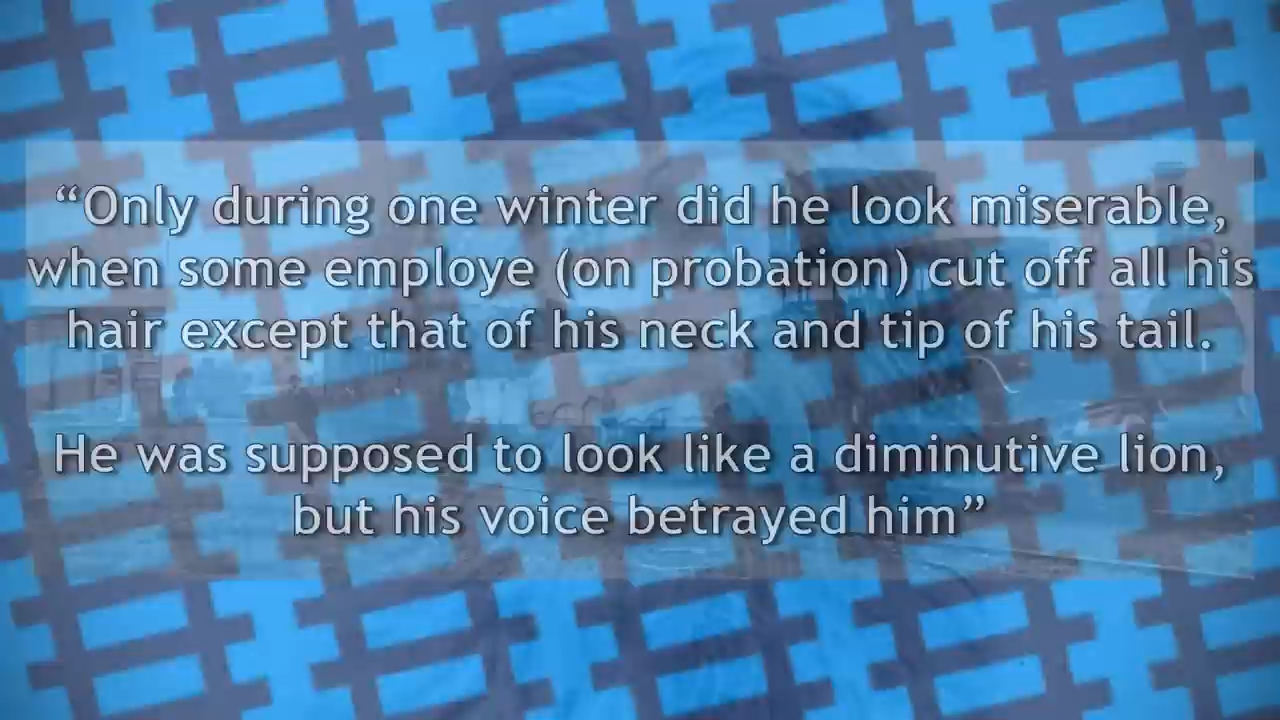 “Only during one winter did he look miserable,
when some employe (on probation) cut off all his
hair except that of his neck and tip of his tail.
He was supposed to look like a diminutive lion,
but his voice betrayed him”